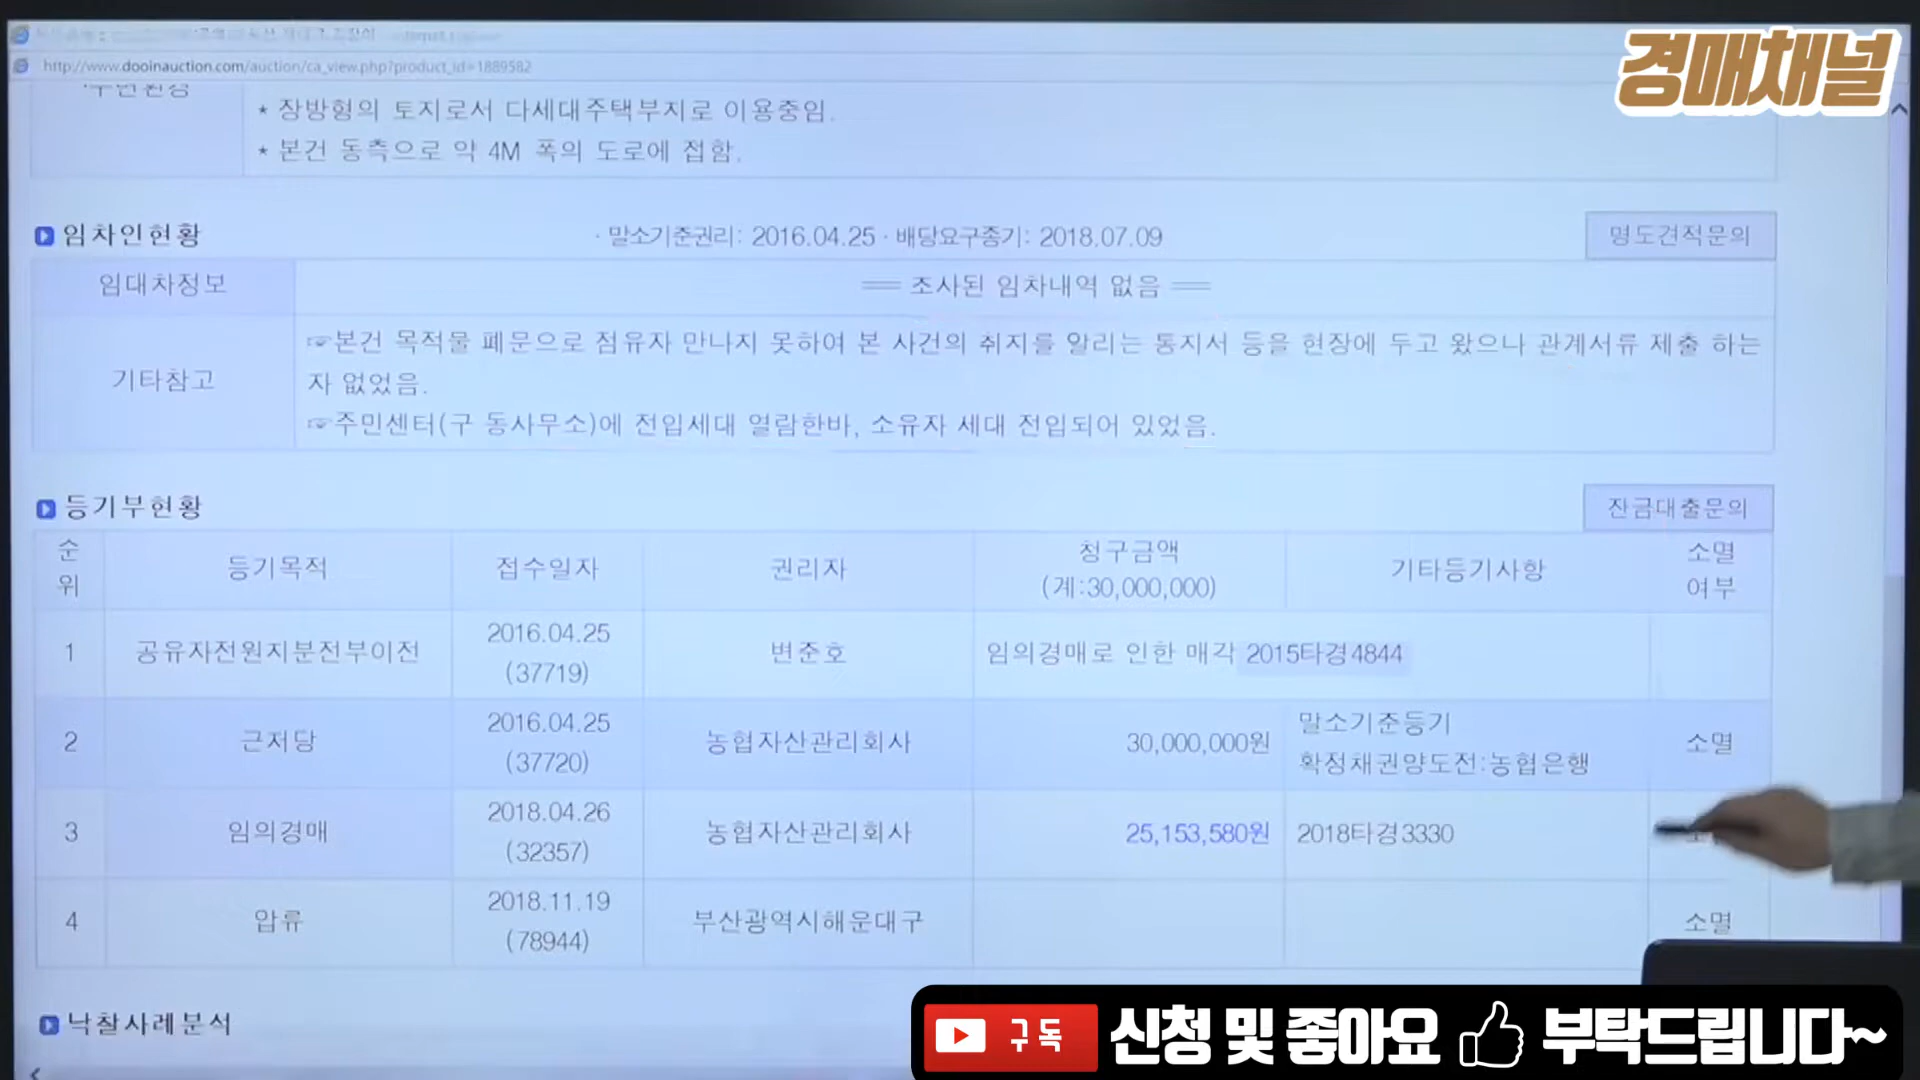 경매채널
http://www.dooinauction.com/auction/ca_view.php?product_id=1889582
* 장방형의 토지로서 다세대주택부지로 이용중임.
* 본건 동측으로 약 4M 폭의 도로에 접함.
임차인현황
· 말소기준권리: 2016.04.25 · 배당요구종기: 2018.07.09
명도견적문의
임대차정보
== 조사된 임차내역 없음 ==
기타참고
☞본건 목적물 폐문으로 점유자 만나지 못하여 본 사건의 취지를 알리는 통지서 등을 현장에 두고 왔으나 관계서류 제출 하는
자 없었음.
☞주민센터(구 동사무소)에 전입세대 열람한바, 소유자 세대 전입되어 있었음.
등기부현황
잔금대출문의
순위 등기목적 접수일자 권리자 청구금액 (계:30,000,000) 기타등기사항 소멸여부
1 공유자전원지분전부이전 2016.04.25 (37719) 변준호 임의경매로 인한 매각 2015타경4844
2 근저당 2016.04.25 (37720) 농협자산관리회사 30,000,000원 말소기준등기 확정채권양도전:농협은행 소멸
3 임의경매 2018.04.26 (32357) 농협자산관리회사 25,153,580원 2018타경3330
4 압류 2018.11.19 (78944) 부산광역시해운대구 소멸
낙찰사례분석
구독 신청 및 좋아요 부탁드립니다~